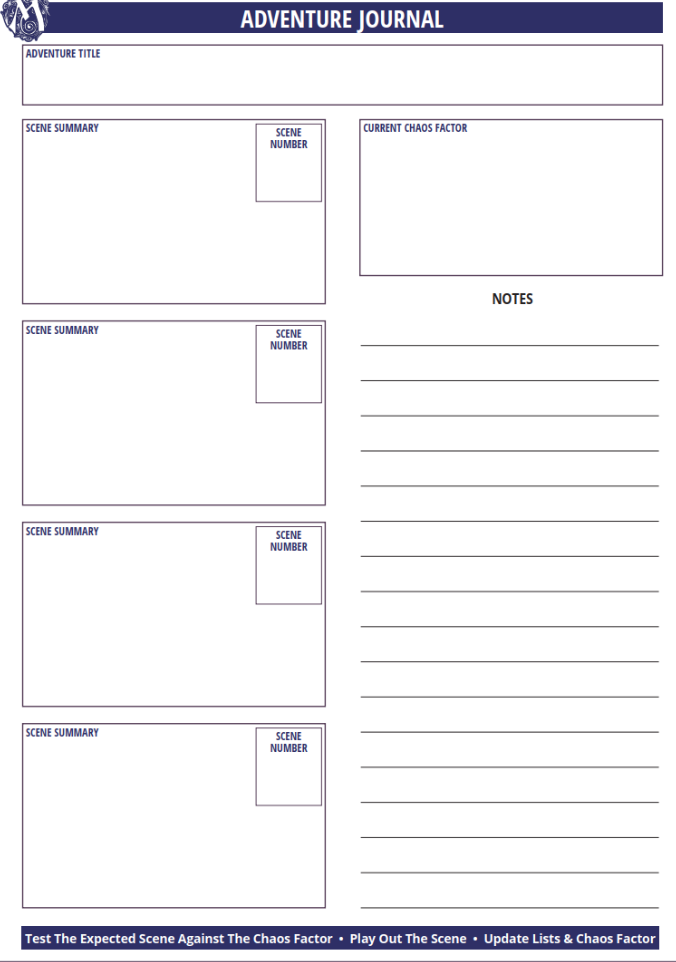 M
ADVENTURE JOURNAL
ADVENTURE TITLE
SCENE SUMMARY
SCENE
NUMBER
CURRENT CHAOS FACTOR
NOTES
SCENE SUMMARY
SCENE
NUMBER
SCENE SUMMARY
SCENE
NUMBER
SCENE SUMMARY
SCENE
NUMBER
Test The Expected Scene Against The Chaos Factor • Play Out The Scene • Update Lists & Chaos Factor